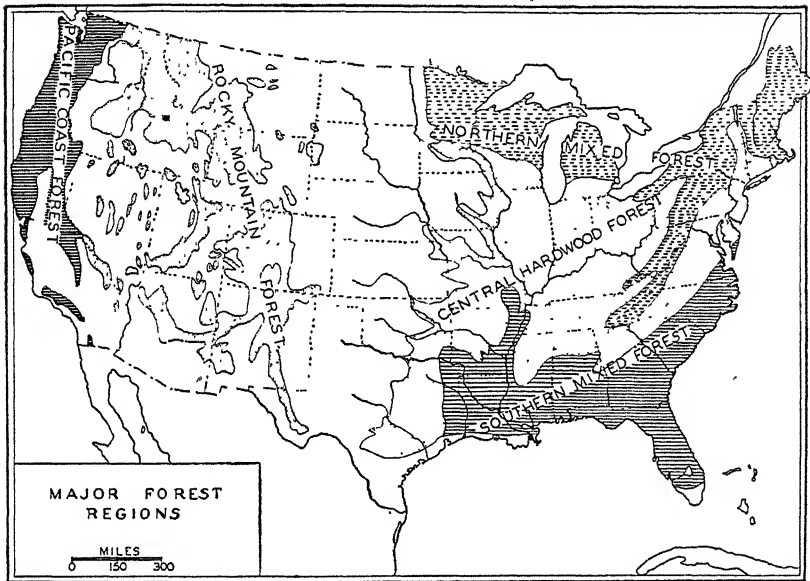 PACIFIC COAST FOREST
ROCKY MOUNTAIN FOREST
NORTHERN MIXED FOREST
CENTRAL HARDWOOD FOREST
SOUTHERN MIXED FOREST
MAJOR FOREST
REGIONS
MILES
0 150 300